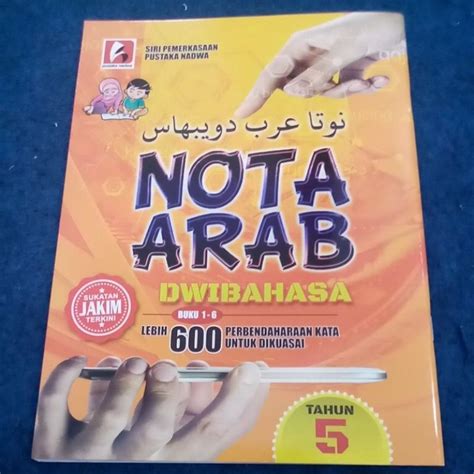 SIRI PEMERKASAAN
PUSTAKA NADWA
نوتا عرب دويبهاس
NOTA
ARAB
DWIBAHASA
BUKU 1 - 6
LEBIH 600 PERBENDAHARAAN KATA
UNTUK DIKUASAI
SUKATAN
JAKIM
TERKINI
TAHUN
5